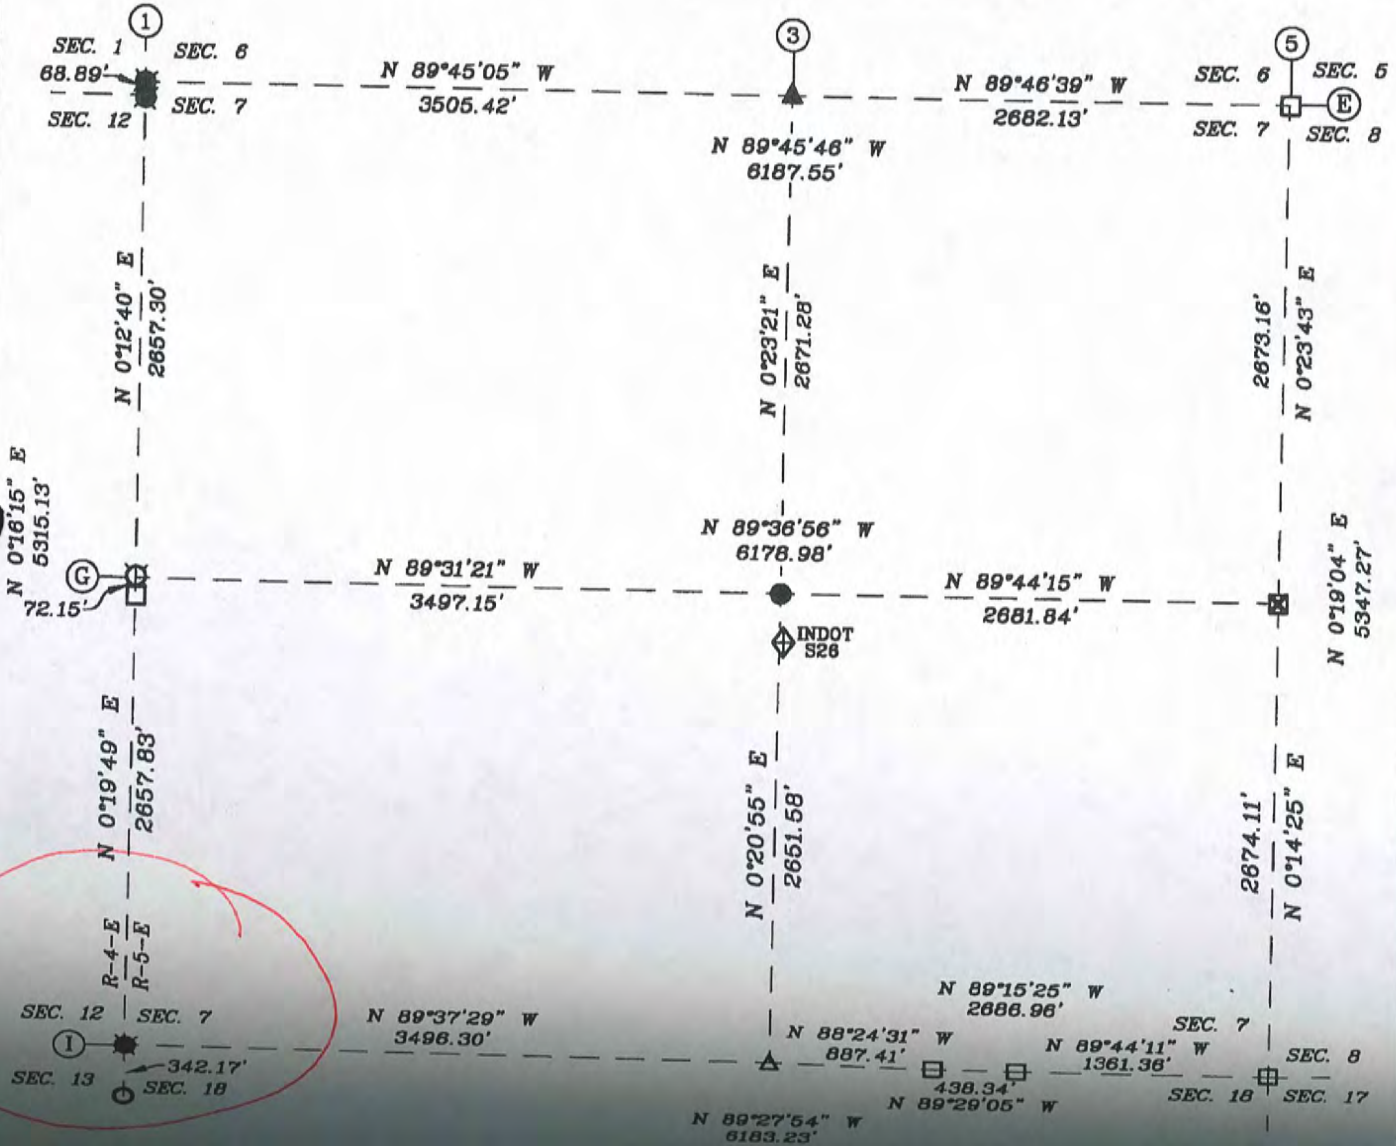 1
3
5
SEC. 1
SEC. 6
68.89'
SEC. 12
SEC. 7
N 89°45'05" W
3505.42'
N 89°46'39" W
2682.13'
SEC. 6
SEC. 5
E
SEC. 7
SEC. 8
N 89°45'46" W
6187.55'
N 0°12'40" E
2657.30'
N 0°23'21" E
2671.28'
2673.16'
N 0°23'43" E
N 0°16'15" E
5315.13'
G
72.15'
N 89°31'21" W
3497.15'
N 89°36'56" W
6178.98'
N 89°44'15" W
2681.84'
INDOT
S26
N 0°19'04" E
5347.27'
N 0°19'49" E
2657.83'
N 0°20'55" E
2651.58'
2674.11'
N 0°14'25" E
R-4-E
R-5-E
SEC. 12
SEC. 7
I
SEC. 13
342.17'
SEC. 18
N 89°37'29" W
3496.30'
N 88°24'31" W
887.41'
N 89°15'25" W
2686.96'
438.34'
N 89°29'05" W
N 89°44'11" W
1361.36'
SEC. 7
SEC. 8
SEC. 18
SEC. 17
N 89°27'54" W
6183.23'